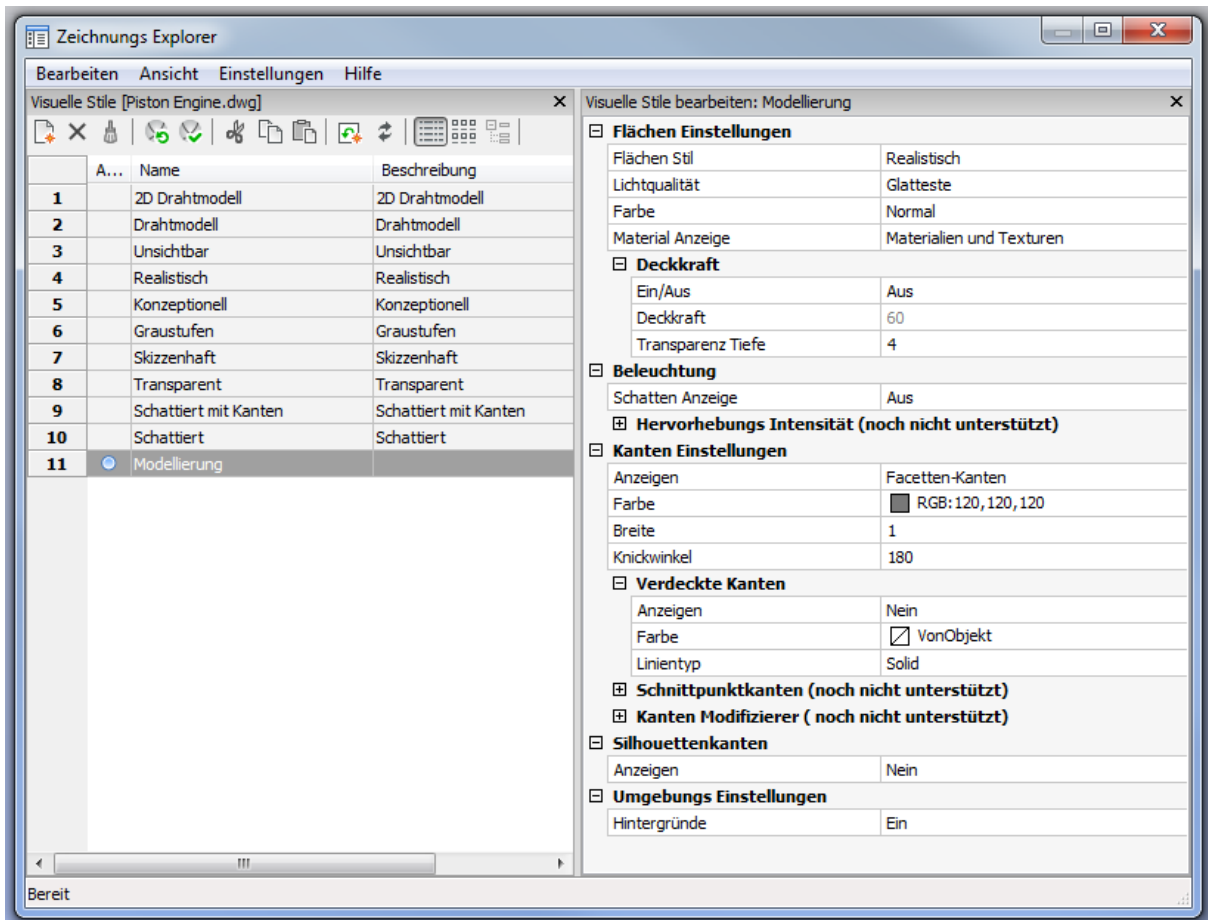 Zeichnungs Explorer
Bearbeiten Ansicht Einstellungen Hilfe
Visuelle Stile [Piston Engine.dwg]
A... Name Beschreibung
1 2D Drahtmodell 2D Drahtmodell
2 Drahtmodell Drahtmodell
3 Unsichtbar Unsichtbar
4 Realistisch Realistisch
5 Konzeptionell Konzeptionell
6 Graustufen Graustufen
7 Skizzenhaft Skizzenhaft
8 Transparent Transparent
9 Schattiert mit Kanten Schattiert mit Kanten
10 Schattiert Schattiert
11 Modellierung
Visuelle Stile bearbeiten: Modellierung
Flächen Einstellungen
Flächen Stil Realistisch
Lichtqualität Glatteste
Farbe Normal
Material Anzeige Materialien und Texturen
Deckkraft
Ein/Aus Aus
Deckkraft 60
Transparenz Tiefe 4
Beleuchtung
Schatten Anzeige Aus
Hervorhebungs Intensität (noch nicht unterstützt)
Kanten Einstellungen
Anzeigen Facetten-Kanten
Farbe RGB:120,120,120
Breite 1
Knickwinkel 180
Verdeckte Kanten
Anzeigen Nein
Farbe VonObjekt
Linientyp Solid
Schnittpunktkanten (noch nicht unterstützt)
Kanten Modifizierer ( noch nicht unterstützt)
Silhouettenkanten
Anzeigen Nein
Umgebungs Einstellungen
Hintergründe Ein
Bereit